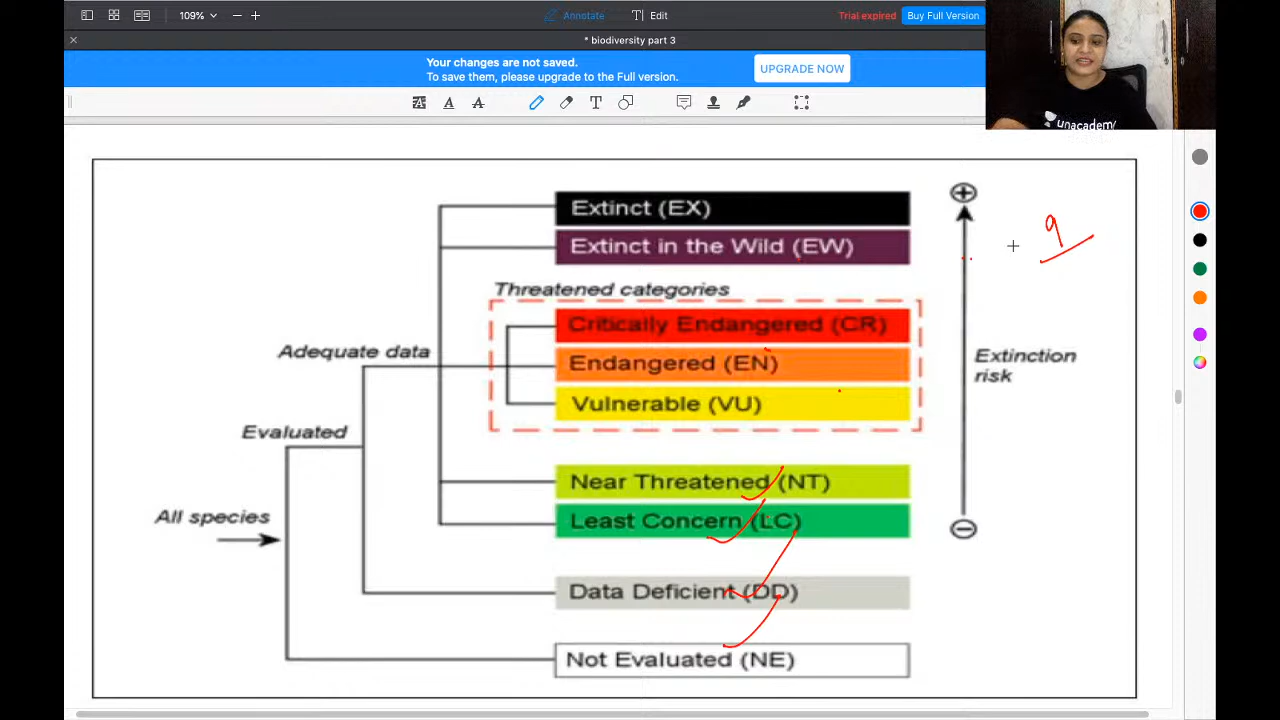 109%
Annotate
Edit
Trial expired
Buy Full Version
* biodiversity part 3
Your changes are not saved.
To save them, please upgrade to the Full version.
UPGRADE NOW
unacademy
Extinct (EX)
Extinct in the Wild (EW)
9
Threatened categories
Critically Endangered (CR)
Adequate data
Endangered (EN)
Extinction
risk
Vulnerable (VU)
Evaluated
Near Threatened (NT)
All species
Least Concern (LC)
Data Deficient (DD)
Not Evaluated (NE)